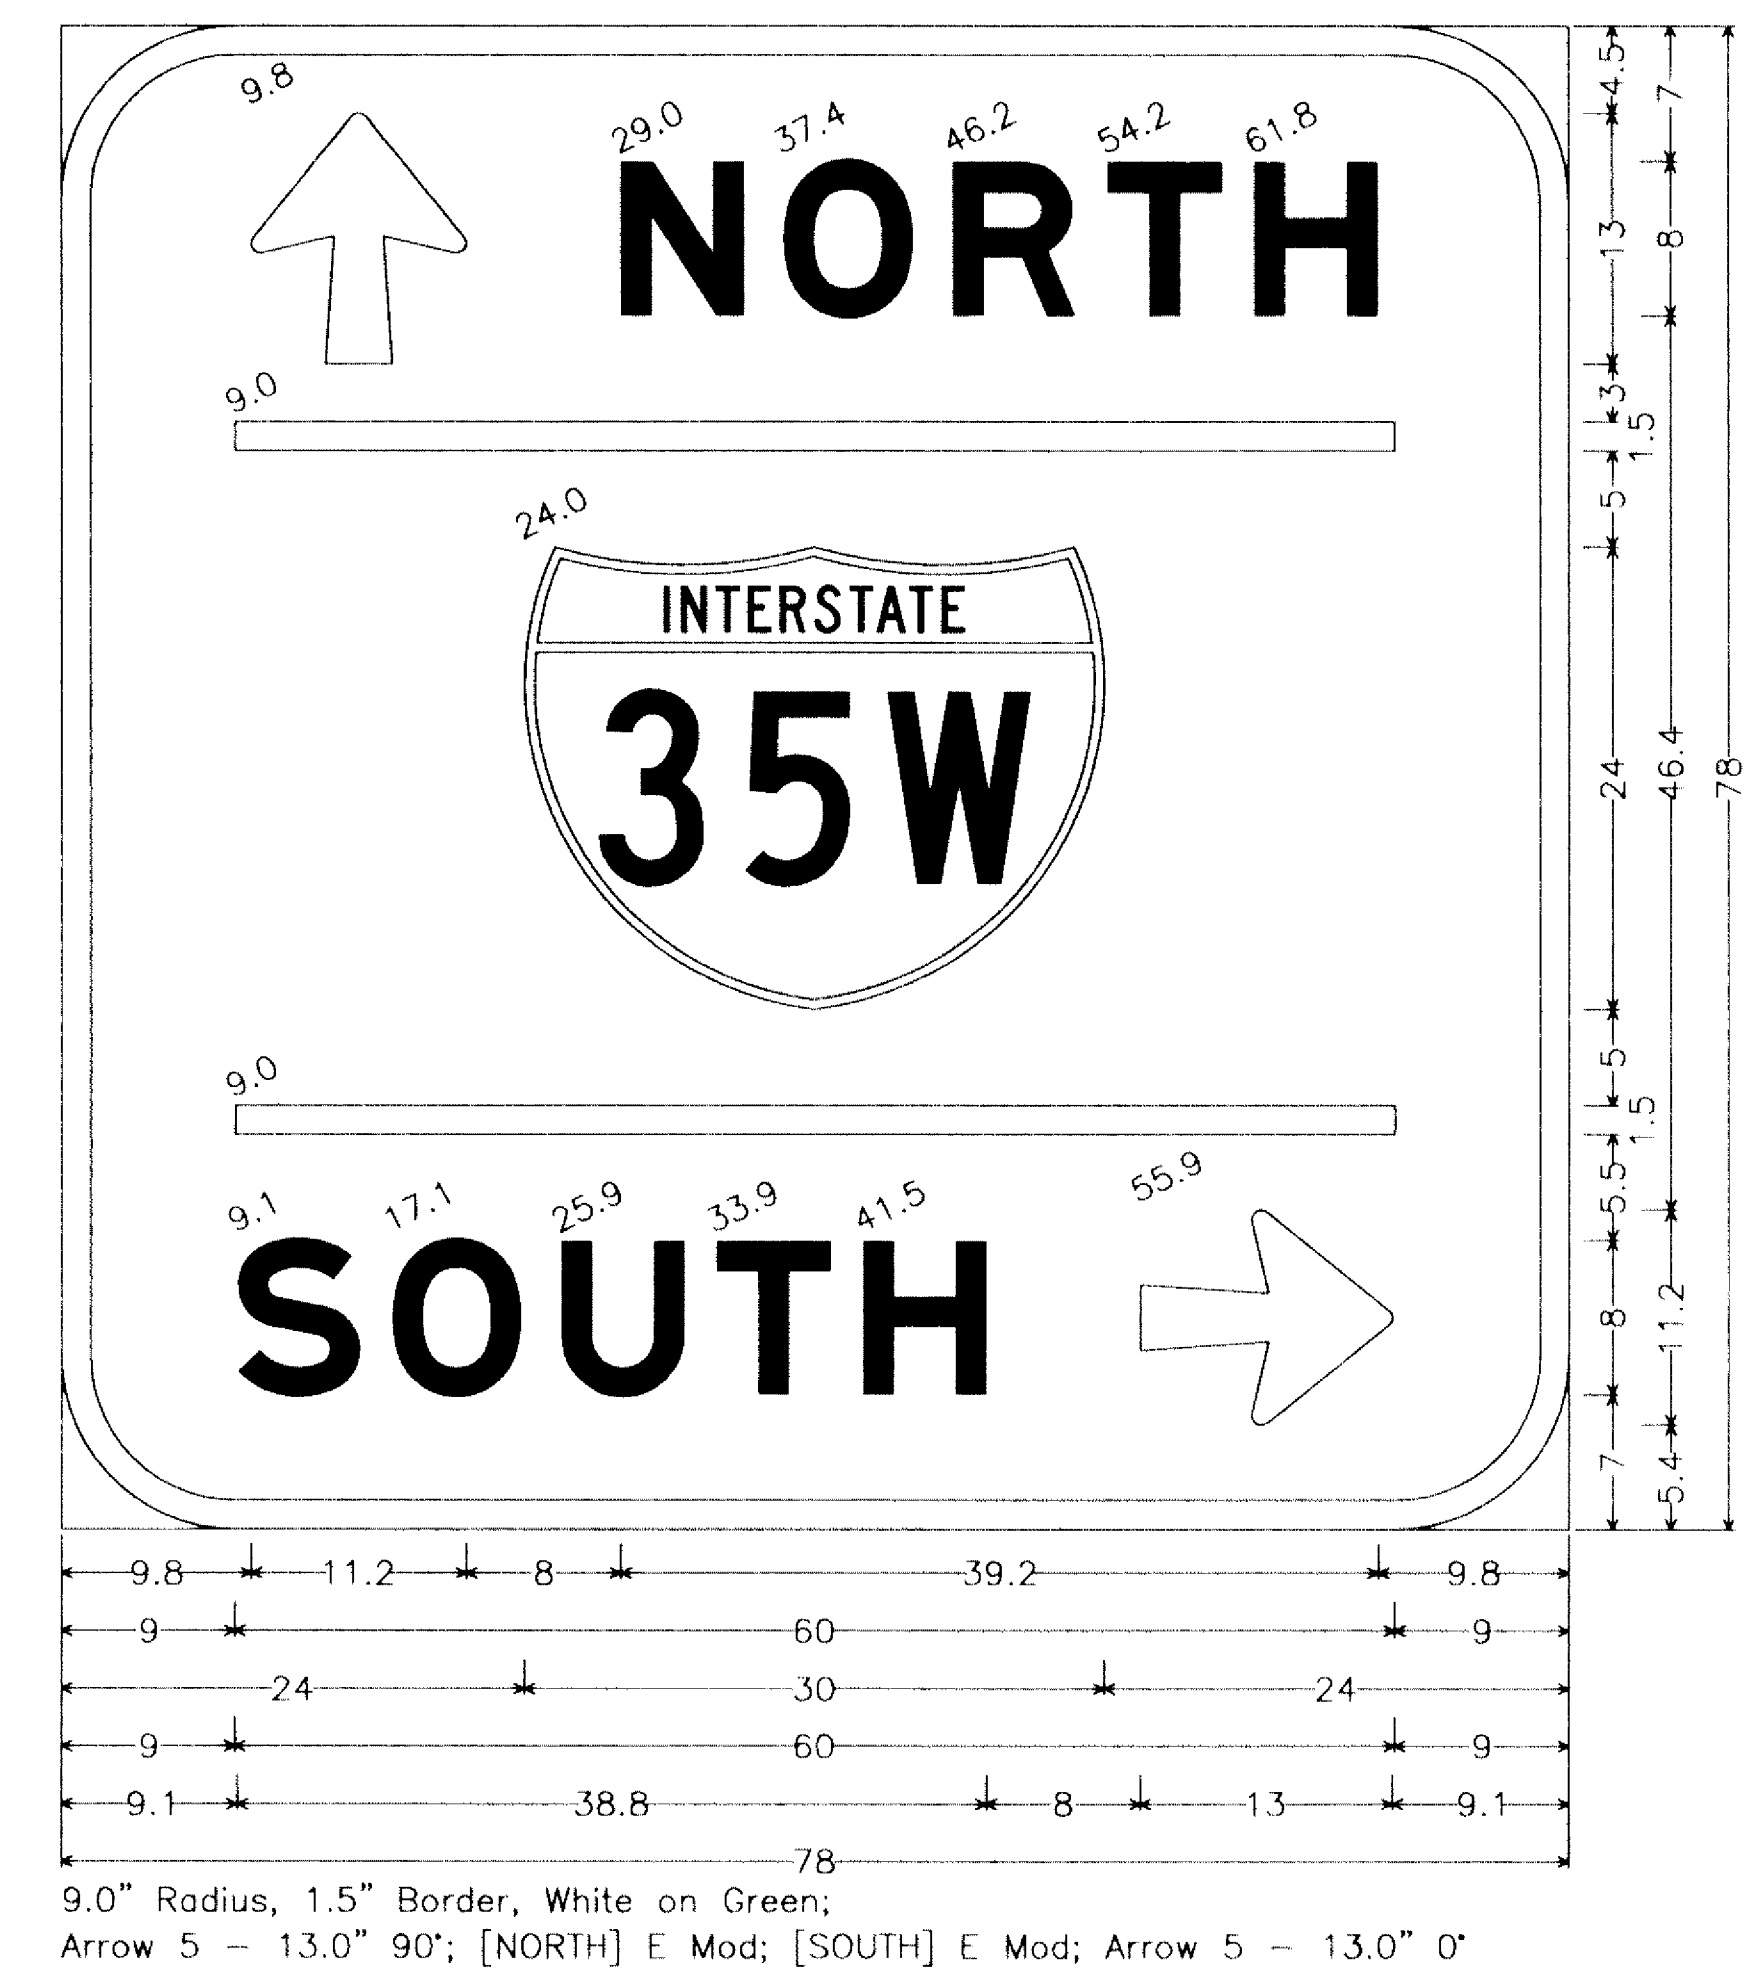 9.8
29.0 37.4 46.2 54.2 61.8
NORTH
9.0
24.0
INTERSTATE
35W
9.0
55.9
9.1 17.1 25.9 33.9 41.5
SOUTH
4.5 13 3 1.5 5 24 5 1.5 5.5 8 7
7 8 46.4 11.2 5.4
78
9.8 11.2 8 39.2 9.8
9 60 9
24 30 24
9 60 9
9.1 38.8 8 13 9.1
78
9.0” Radius, 1.5” Border, White on Green;
Arrow 5 – 13.0” 90°; [NORTH] E Mod; [SOUTH] E Mod; Arrow 5 – 13.0” 0°